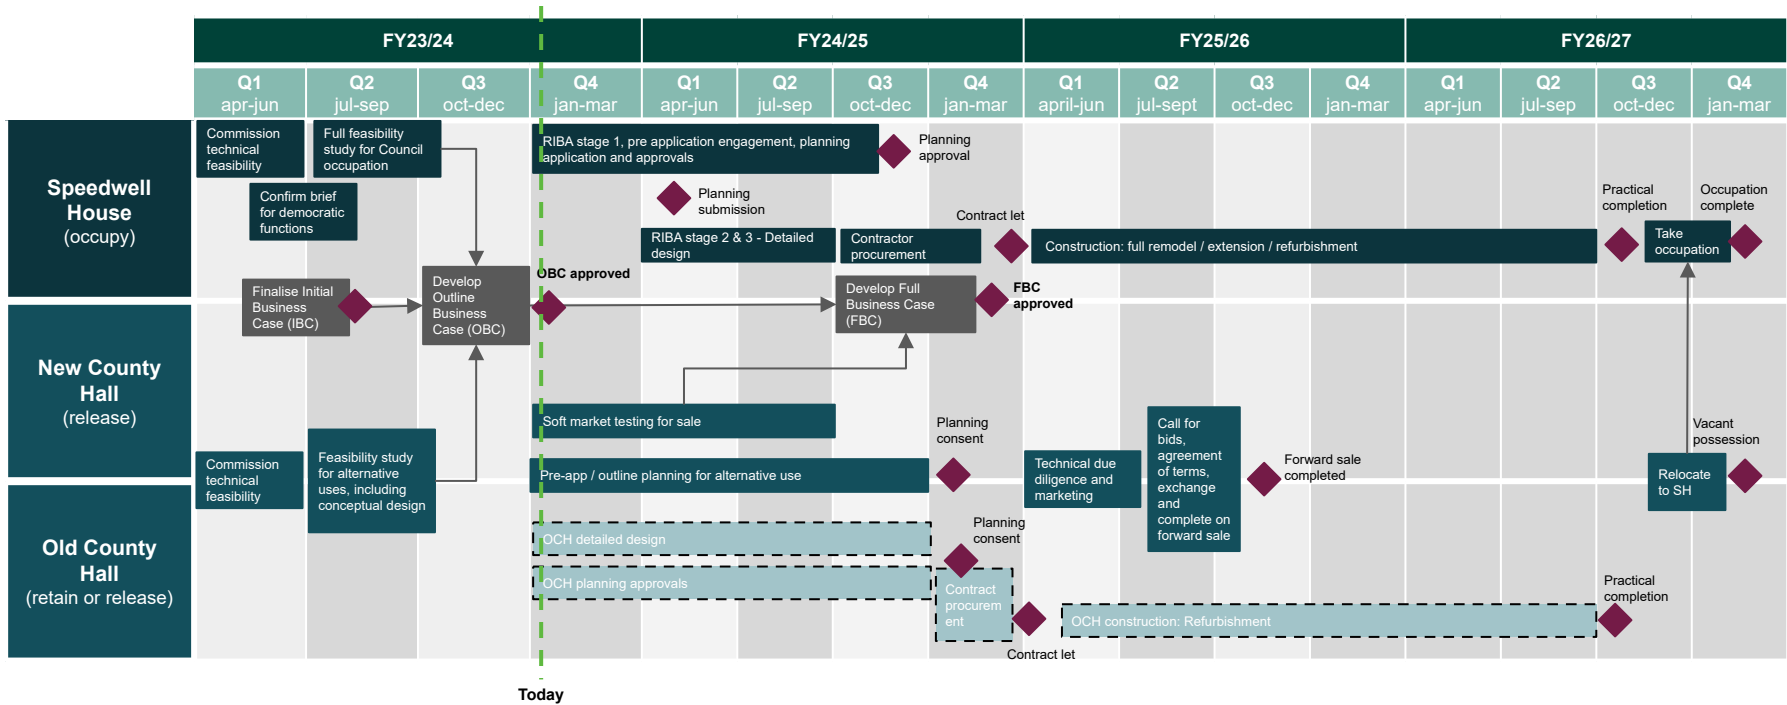 FY23/24
FY24/25
FY25/26
FY26/27
Q1
apr-jun
Q2
jul-sep
Q3
oct-dec
Q4
jan-mar
Q1
apr-jun
Q2
jul-sep
Q3
oct-dec
Q4
jan-mar
Q1
april-jun
Q2
jul-sept
Q3
oct-dec
Q4
jan-mar
Q1
apr-jun
Q2
jul-sep
Q3
oct-dec
Q4
jan-mar
Speedwell
House
(occupy)
Commission
technical
feasibility
Full feasibility
study for Council
occupation
Confirm brief
for democratic
functions
RIBA stage 1, pre application engagement, planning
application and approvals
Planning
approval
Planning
submission
RIBA stage 2 & 3 - Detailed
design
Contractor
procurement
Contract let
Construction: full remodel / extension / refurbishment
Practical
completion
Take
occupation
Occupation
complete
Finalise Initial
Business
Case (IBC)
Develop
Outline
Business
Case (OBC)
OBC approved
Develop Full
Business Case
(FBC)
FBC
approved
New County
Hall
(release)
Soft market testing for sale
Commission
technical
feasibility
Feasibility study
for alternative
uses, including
conceptual design
Pre-app / outline planning for alternative use
Planning
consent
Technical due
diligence and
marketing
Call for
bids,
agreement
of terms,
exchange
and
complete on
forward sale
Forward sale
completed
Relocate
to SH
Vacant
possession
Old County
Hall
(retain or release)
OCH detailed design
OCH planning approvals
Planning
consent
Contract
procurem
ent
Contract let
OCH construction: Refurbishment
Practical
completion
Today